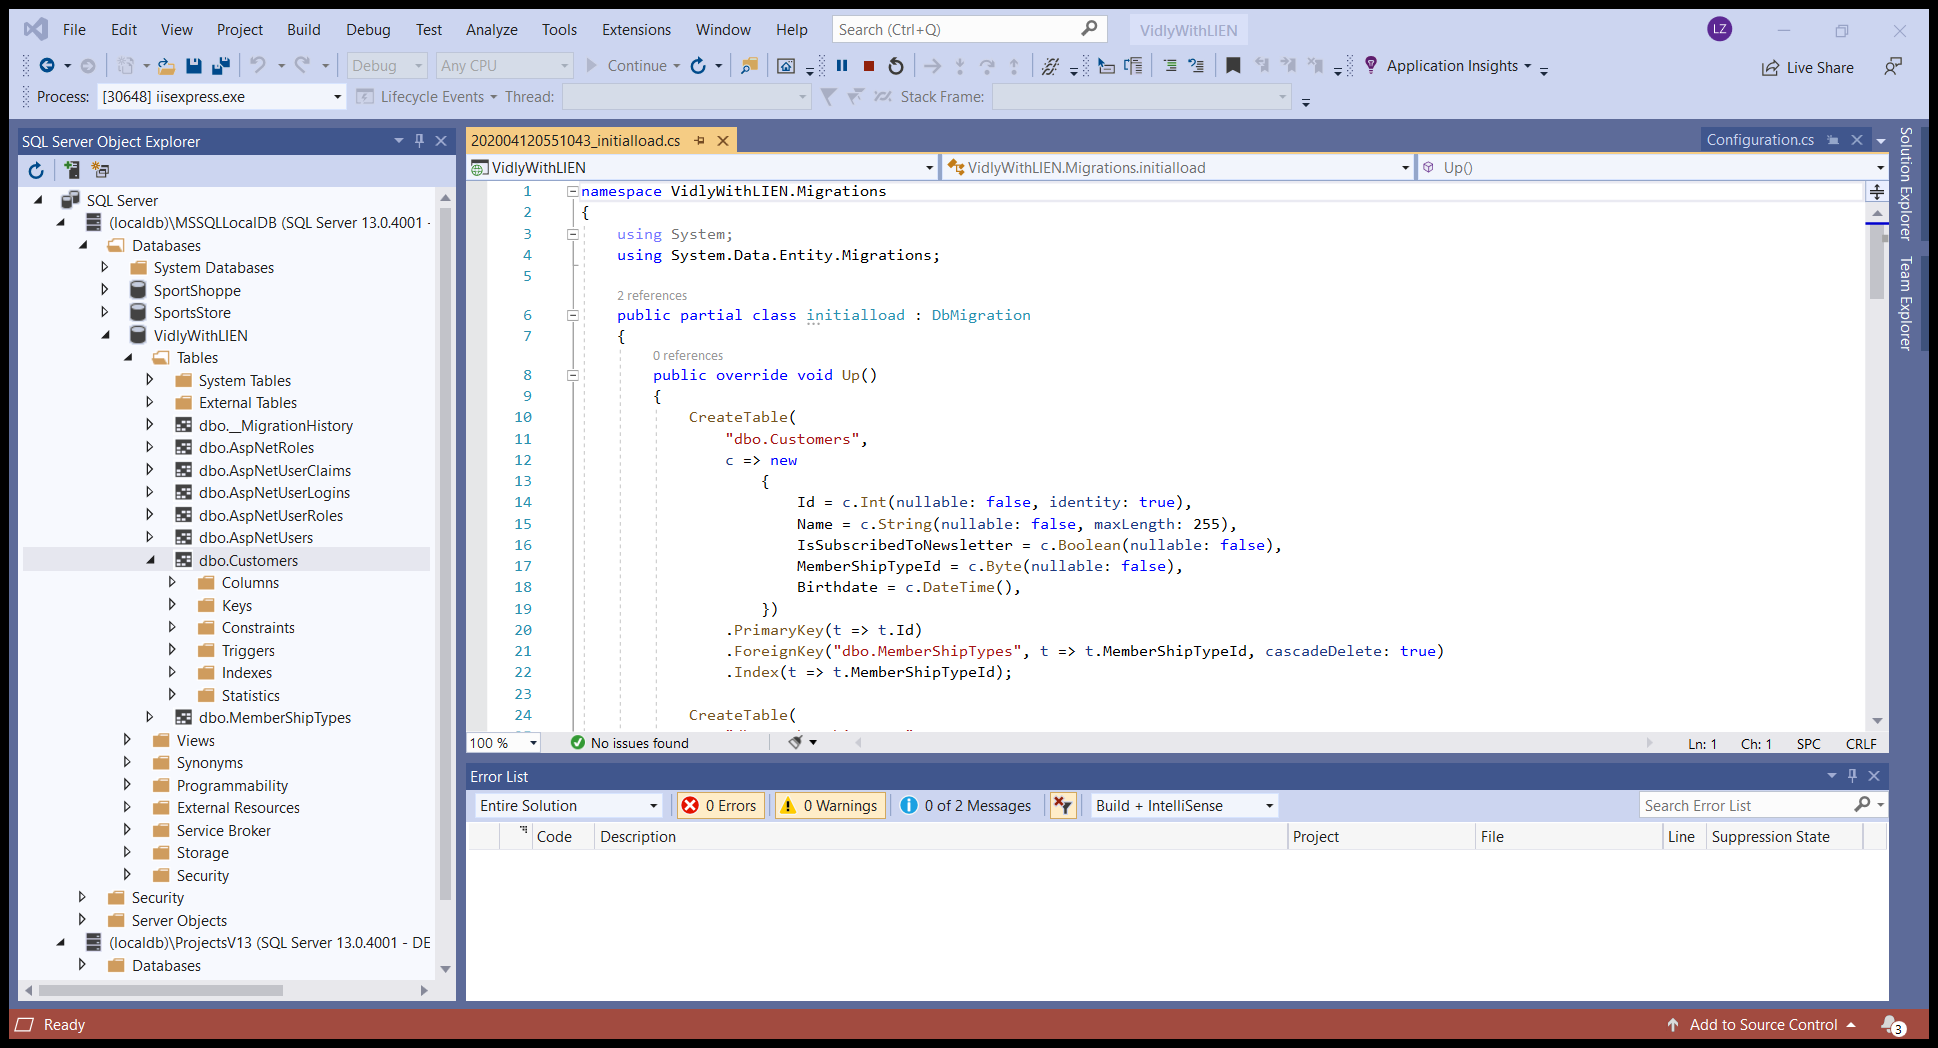 File Edit View Project Build Debug Test Analyze Tools Extensions Window Help Search (Ctrl+Q) VidlyWithLIEN LZ
Debug Any CPU Continue Application Insights Live Share
Process: [30648] iisexpress.exe Lifecycle Events Thread: Stack Frame:
SQL Server Object Explorer
SQL Server
(localdb)\MSSQLLocalDB (SQL Server 13.0.4001 -
Databases
System Databases
SportShoppe
SportsStore
VidlyWithLIEN
Tables
System Tables
External Tables
dbo.__MigrationHistory
dbo.AspNetRoles
dbo.AspNetUserClaims
dbo.AspNetUserLogins
dbo.AspNetUserRoles
dbo.AspNetUsers
dbo.Customers
Columns
Keys
Constraints
Triggers
Indexes
Statistics
dbo.MemberShipTypes
Views
Synonyms
Programmability
External Resources
Service Broker
Storage
Security
Security
Server Objects
(localdb)\ProjectsV13 (SQL Server 13.0.4001 - DE
Databases
202004120551043_initialload.cs Configuration.cs
VidlyWithLIEN VidlyWithLIEN.Migrations.initialload Up()
1 namespace VidlyWithLIEN.Migrations
2 {
3 using System;
4 using System.Data.Entity.Migrations;
5
2 references
6 public partial class initialload : DbMigration
7 {
0 references
8 public override void Up()
9 {
10 CreateTable(
11 "dbo.Customers",
12 c => new
13 {
14 Id = c.Int(nullable: false, identity: true),
15 Name = c.String(nullable: false, maxLength: 255),
16 IsSubscribedToNewsletter = c.Boolean(nullable: false),
17 MemberShipTypeId = c.Byte(nullable: false),
18 Birthdate = c.DateTime(),
19 })
20 .PrimaryKey(t => t.Id)
21 .ForeignKey("dbo.MemberShipTypes", t => t.MemberShipTypeId, cascadeDelete: true)
22 .Index(t => t.MemberShipTypeId);
23
24 CreateTable(
100 % No issues found Ln: 1 Ch: 1 SPC CRLF
Solution Explorer
Team Explorer
Error List
Entire Solution 0 Errors 0 Warnings 0 of 2 Messages Build + IntelliSense Search Error List
Code Description Project File Line Suppression State
Ready Add to Source Control 3